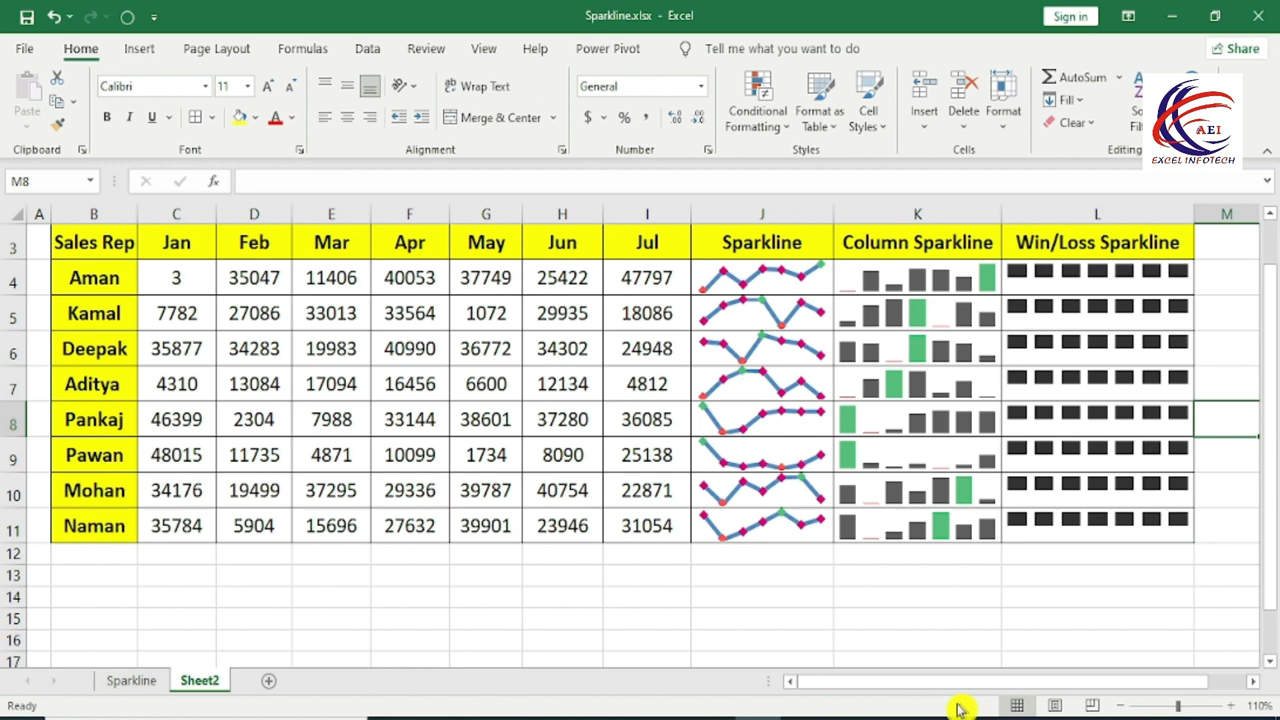 Sparkline.xlsx - Excel
Sign in
File Home Insert Page Layout Formulas Data Review View Help Power Pivot Tell me what you want to do Share
Paste
Clipboard
Calibri 11
B I U
Font
Wrap Text
Merge & Center
Alignment
General
$ % ,
Number
Conditional Formatting
Format as Table
Cell Styles
Styles
Insert Delete Format
Cells
AutoSum
Fill
Clear
Editing
AEI
EXCEL INFOTECH
M8
fx
A B C D E F G H I J K L M
3 Sales Rep Jan Feb Mar Apr May Jun Jul Sparkline Column Sparkline Win/Loss Sparkline
4 Aman 3 35047 11406 40053 37749 25422 47797
5 Kamal 7782 27086 33013 33564 1072 29935 18086
6 Deepak 35877 34283 19983 40990 36772 34302 24948
7 Aditya 4310 13084 17094 16456 6600 12134 4812
8 Pankaj 46399 2304 7988 33144 38601 37280 36085
9 Pawan 48015 11735 4871 10099 1734 8090 25138
10 Mohan 34176 19499 37295 29336 39787 40754 22871
11 Naman 35784 5904 15696 27632 39901 23946 31054
12
13
14
15
16
17
Sparkline Sheet2
Ready
110%